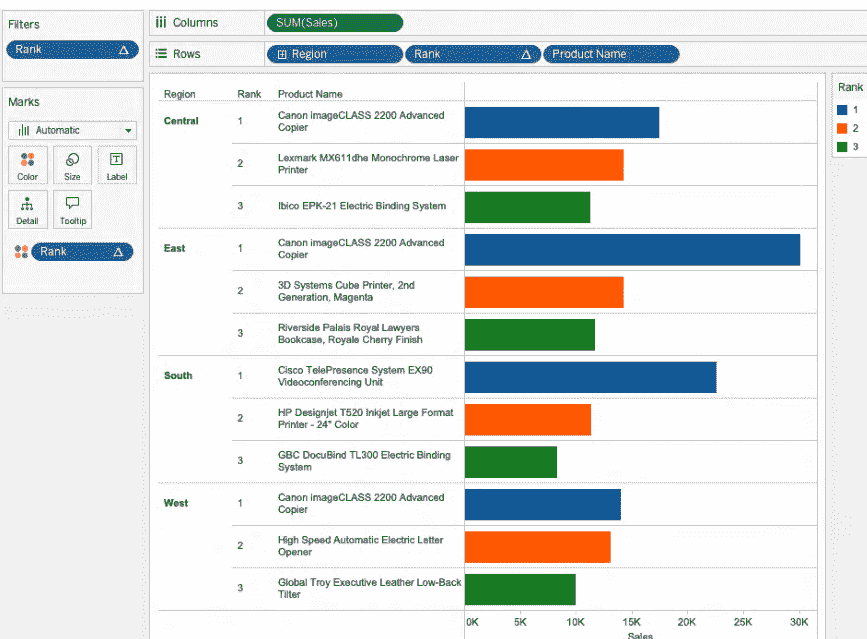 Filters
Rank
Marks
Automatic
Color
Size
Label
Detail
Tooltip
Rank
Columns
SUM(Sales)
Rows
Region
Rank
Product Name
Region
Rank
Product Name
Central
1
Canon imageCLASS 2200 Advanced
Copier
2
Lexmark MX611dhe Monochrome Laser
Printer
3
Ibico EPK-21 Electric Binding System
East
1
Canon imageCLASS 2200 Advanced
Copier
2
3D Systems Cube Printer, 2nd
Generation, Magenta
3
Riverside Palais Royal Lawyers
Bookcase, Royale Cherry Finish
South
1
Cisco TelePresence System EX90
Videoconferencing Unit
2
HP Designjet T520 Inkjet Large Format
Printer - 24" Color
3
GBC DocuBind TL300 Electric Binding
System
West
1
Canon imageCLASS 2200 Advanced
Copier
2
High Speed Automatic Electric Letter
Opener
3
Global Troy Executive Leather Low-Back
Tilter
0K
5K
10K
15K
20K
25K
30K
Sales
Rank
1
2
3